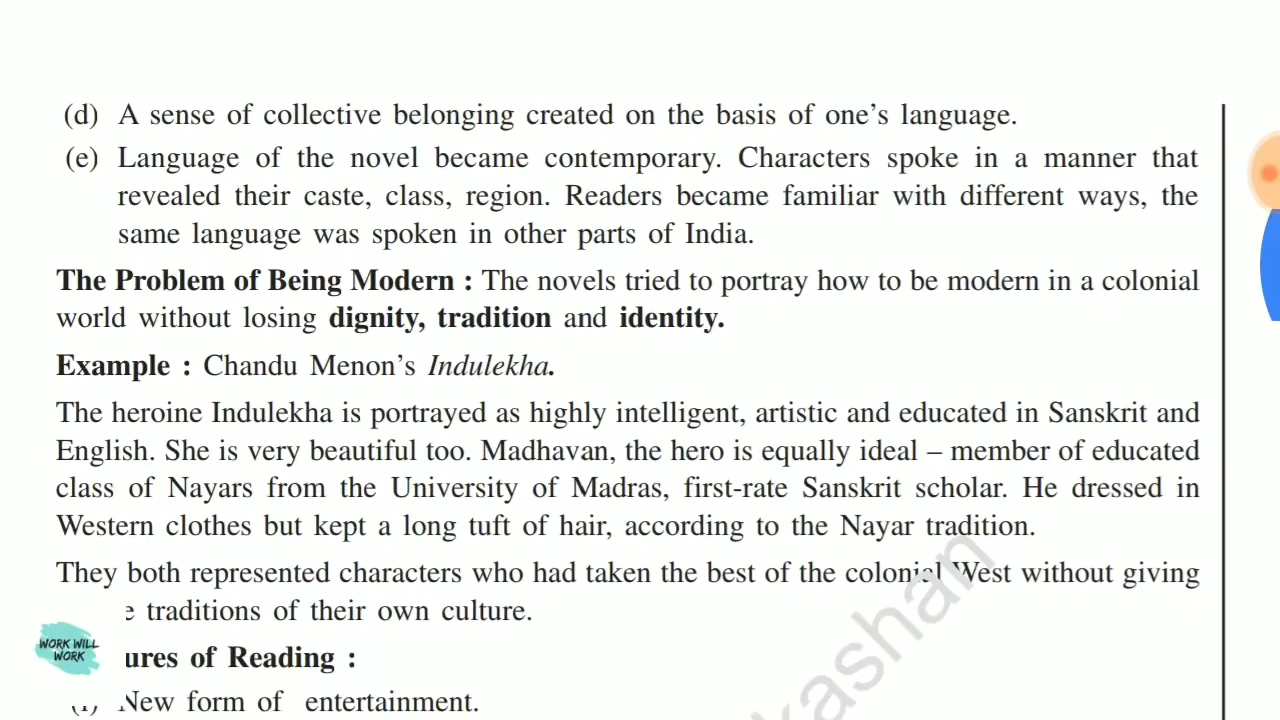 (d) A sense of collective belonging created on the basis of one's language.
(e) Language of the novel became contemporary. Characters spoke in a manner that
revealed their caste, class, region. Readers became familiar with different ways, the
same language was spoken in other parts of India.
The Problem of Being Modern : The novels tried to portray how to be modern in a colonial
world without losing dignity, tradition and identity.
Example : Chandu Menon's Indulekha.
The heroine Indulekha is portrayed as highly intelligent, artistic and educated in Sanskrit and
English. She is very beautiful too. Madhavan, the hero is equally ideal – member of educated
class of Nayars from the University of Madras, first-rate Sanskrit scholar. He dressed in
Western clothes but kept a long tuft of hair, according to the Nayar tradition.
They both represented characters who had taken the best of the colonial West without giving
traditions of their own culture.
of Reading :
New form of entertainment.
WORK WILL
WORK